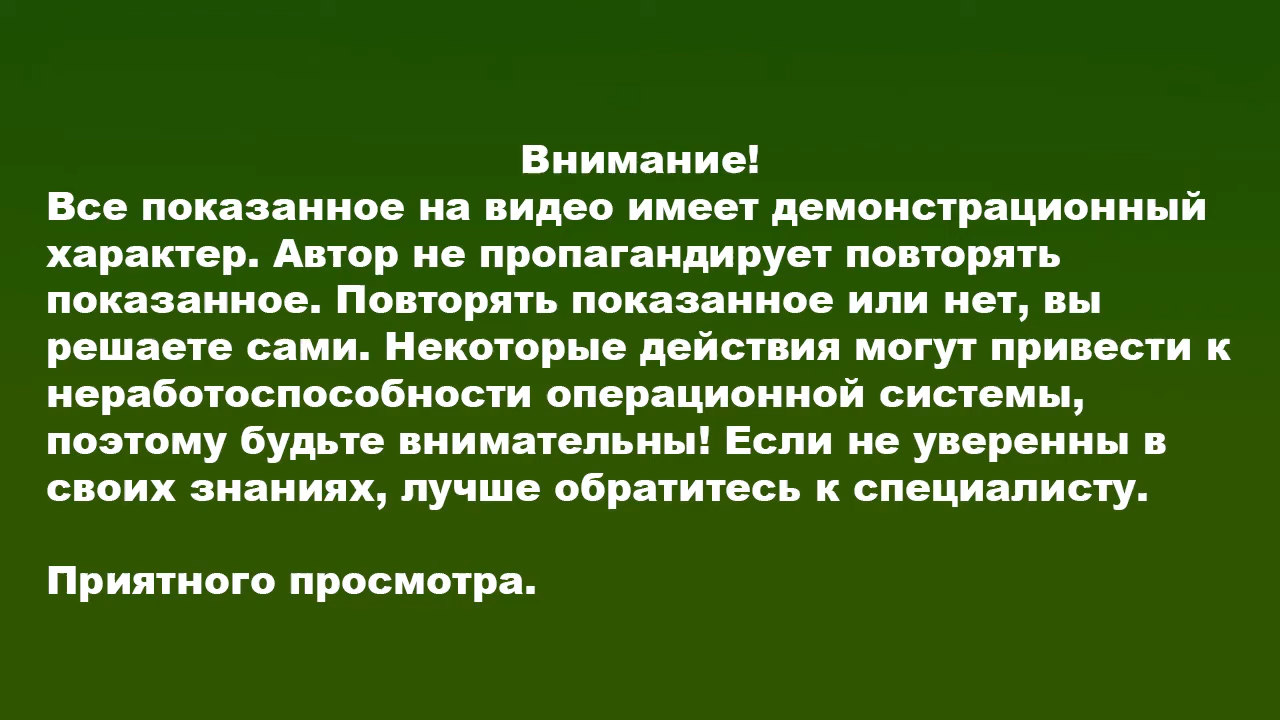 Внимание!
Все показанное на видео имеет демонстрационный
характер. Автор не пропагандирует повторять
показанное. Повторять показанное или нет, вы
решаете сами. Некоторые действия могут привести к
неработоспособности операционной системы,
поэтому будьте внимательны! Если не уверенны в
своих знаниях, лучше обратитесь к специалисту.
Приятного просмотра.